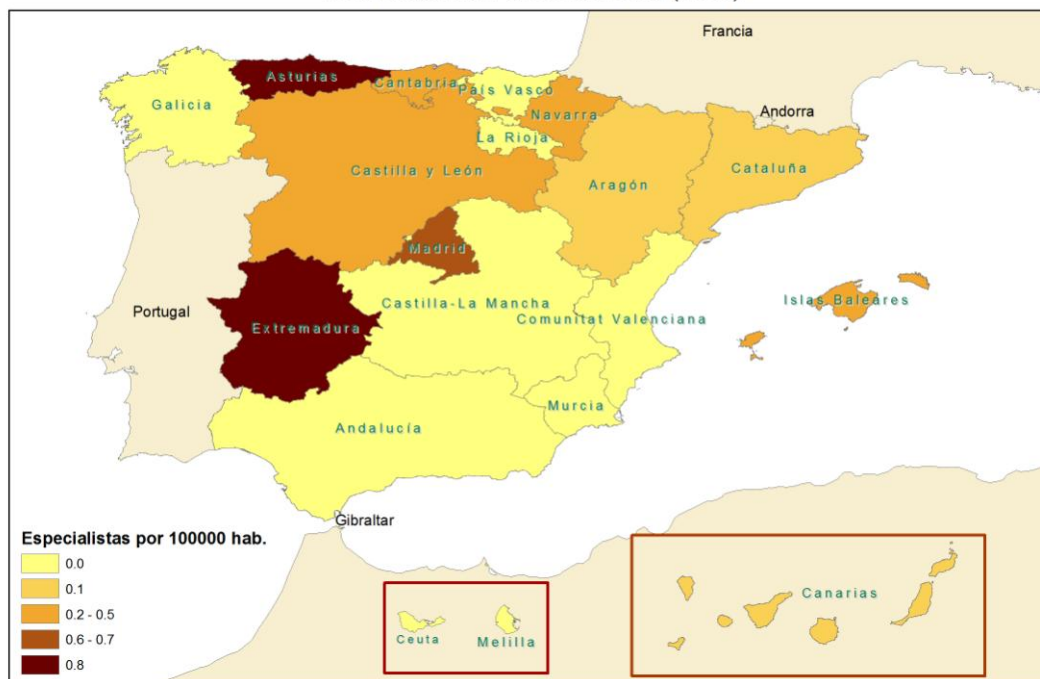 Francia
Asturias
Cantabria
País Vasco
Galicia
Navarra
Andorra
La Rioja
Castilla y León
Aragón
Cataluña
Madrid
Portugal
Castilla-La Mancha
Islas Baleares
Extremadura
Comunitat Valenciana
Murcia
Andalucía
Gibraltar
Especialistas por 100000 hab.
0.0
0.1
0.2 - 0.5
0.6 - 0.7
0.8
Ceuta
Melilla
Canarias